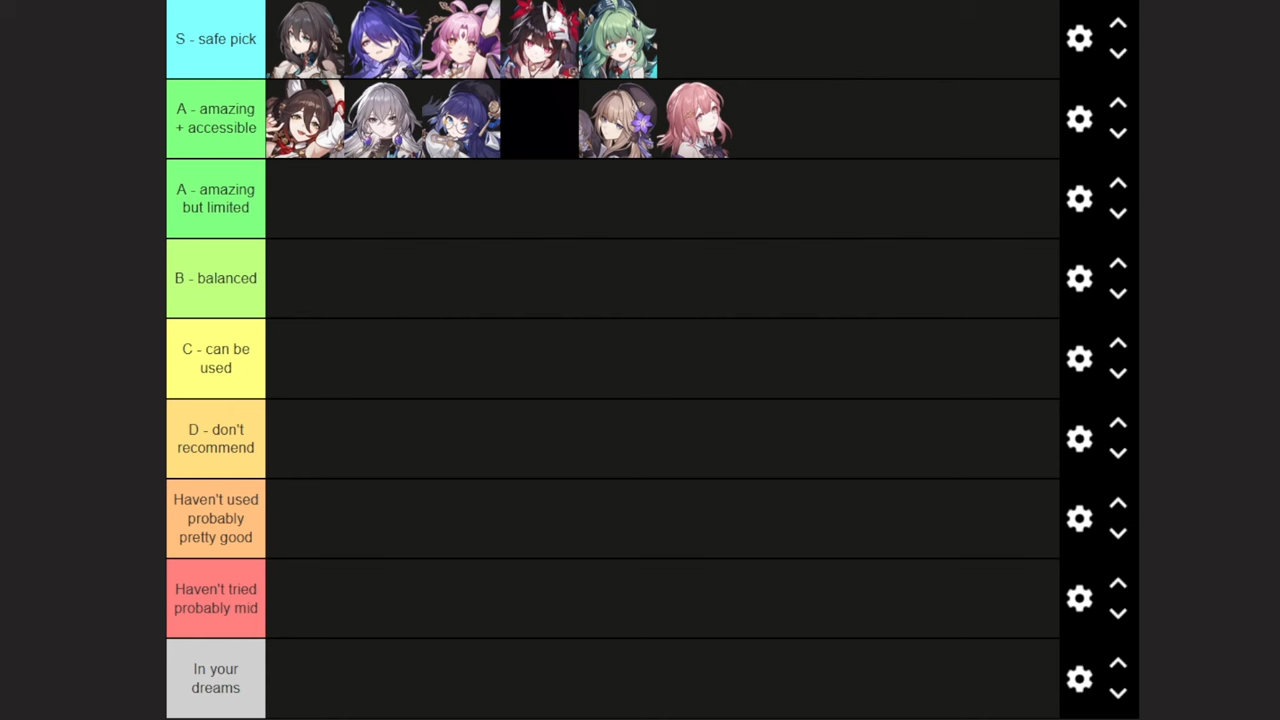 S - safe pick
A - amazing
+ accessible
A - amazing
but limited
B - balanced
C - can be
used
D - don't
recommend
Haven't used
probably
pretty good
Haven't tried
probably mid
In your
dreams